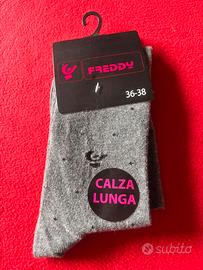 FREDDY
36-38
CALZA
LUNGA
subito